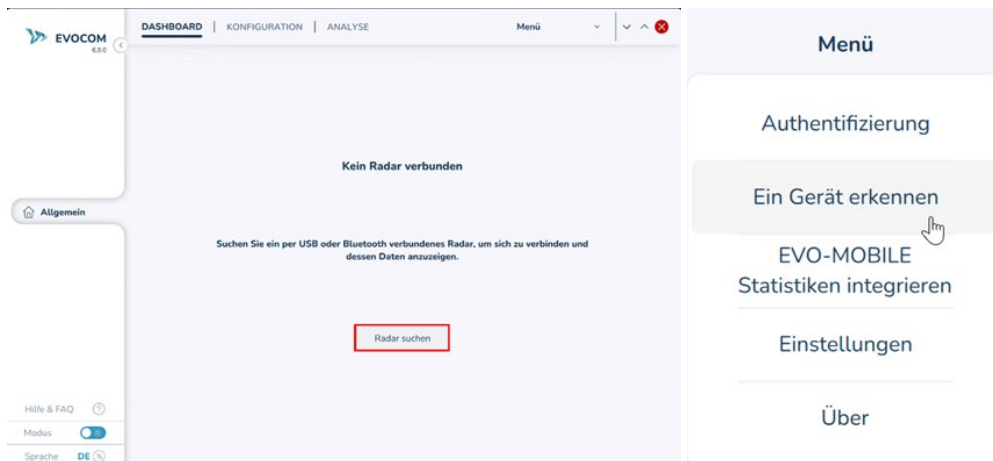 EVOCOM
6.0.0
DASHBOARD | KONFIGURATION | ANALYSE
Menü
Kein Radar verbunden
Allgemein
Suchen Sie ein per USB oder Bluetooth verbundenes Radar, um sich zu verbinden und
dessen Daten anzuzeigen.
Radar suchen
Hilfe & FAQ ?
Modus
Sprache DE
Menü
Authentifizierung
Ein Gerät erkennen
EVO-MOBILE
Statistiken integrieren
Einstellungen
Über